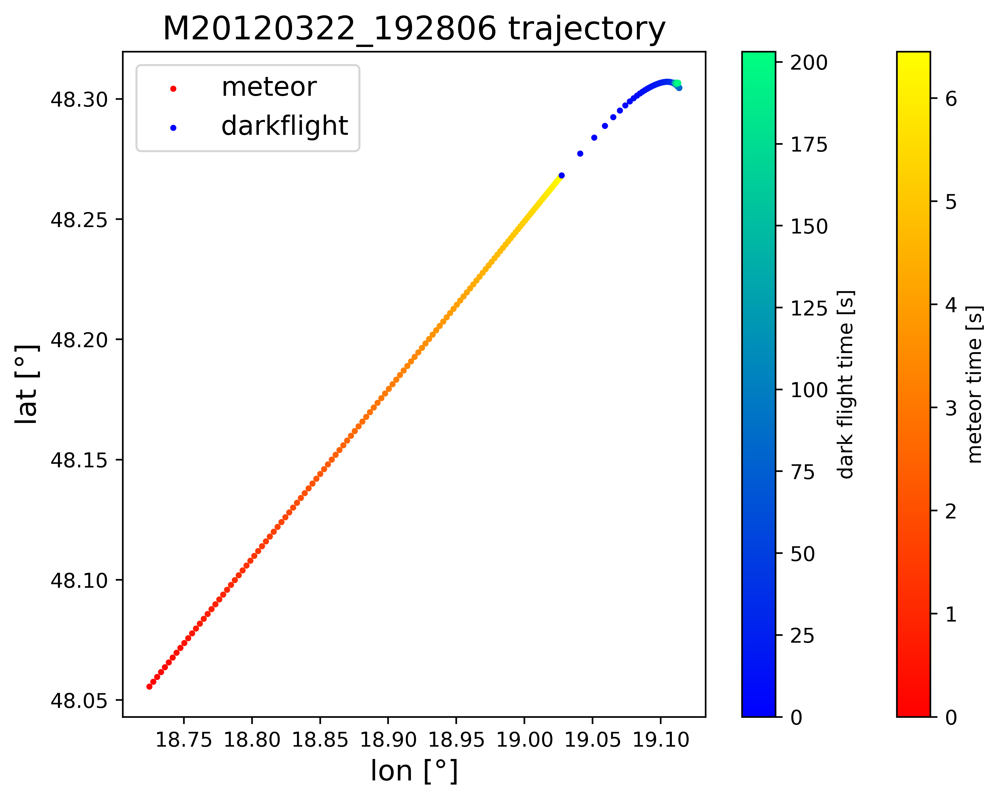 M20120322_192806 trajectory
meteor
darkflight
48.30
48.25
48.20
48.15
48.10
48.05
lat [°]
18.75 18.80 18.85 18.90 18.95 19.00 19.05 19.10
lon [°]
200
175
150
125
100
75
50
25
0
dark flight time [s]
6
5
4
3
2
1
0
meteor time [s]